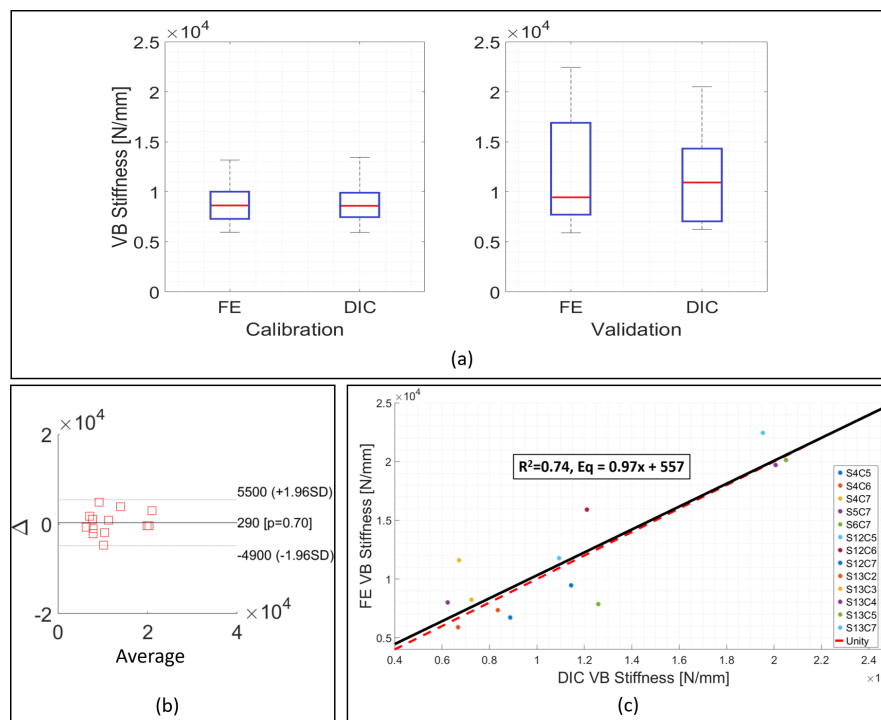 ×10⁴
×10⁴
VB Stiffness [N/mm]
2.5
2
1.5
1
0.5
0
FE
DIC
Calibration
2.5
2
1.5
1
0.5
0
FE
DIC
Validation
(a)
×10⁴
2
0
-2
Δ
5500 (+1.96SD)
290 [p=0.70]
-4900 (-1.96SD)
0
2
4
×10⁴
Average
(b)
×10⁴
FE VB Stiffness [N/mm]
2.5
2
1.5
1
0.5
R²=0.74, Eq = 0.97x + 557
S4C5
S4C6
S4C7
S5C7
S6C7
S12C5
S12C6
S12C7
S13C2
S13C3
S13C4
S13C5
S13C7
Unity
0.4
0.6
0.8
1
1.2
1.4
1.6
1.8
2
2.2
2.4
×1
DIC VB Stiffness [N/mm]
(c)